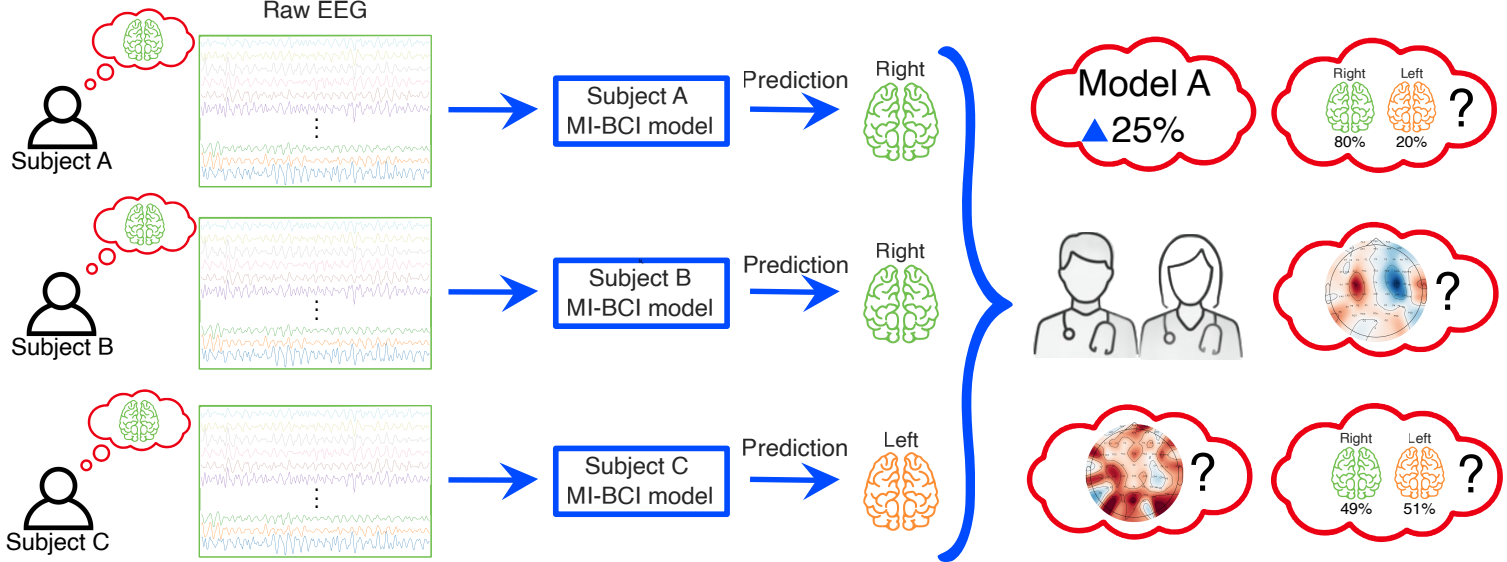 Raw EEG
Subject A
Subject A
MI-BCI model
Prediction
Right
Model A
▲25%
Right Left
?
80% 20%
Subject B
Subject B
MI-BCI model
Prediction
Right
?
Subject C
Subject C
MI-BCI model
Prediction
Left
?
Right Left
?
49% 51%